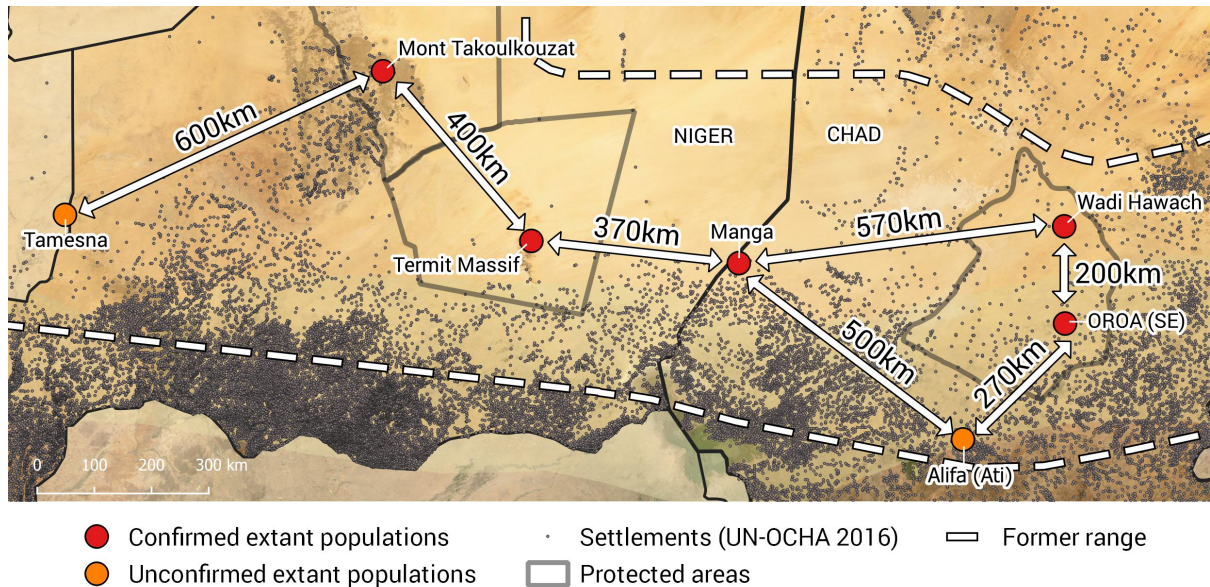 Mont Takoulkouzat
600km
400km
NIGER
CHAD
Tamesna
Termit Massif
370km
Manga
570km
Wadi Hawach
200km
OROA (SE)
500km
270km
Alifa (Ati)
0 100 200 300 km
Confirmed extant populations
Settlements (UN-OCHA 2016)
Former range
Unconfirmed extant populations
Protected areas